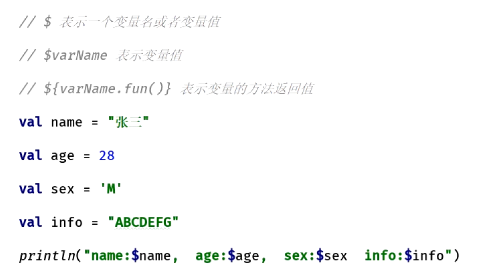 // $ 表示一个变量名或者变量值
// $varName 表示变量值
// ${varName.fun()} 表示变量的方法返回值
val name = "张三"
val age = 28
val sex = 'M'
val info = "ABCDEFG"
println("name:$name, age:$age, sex:$sex info:$info")